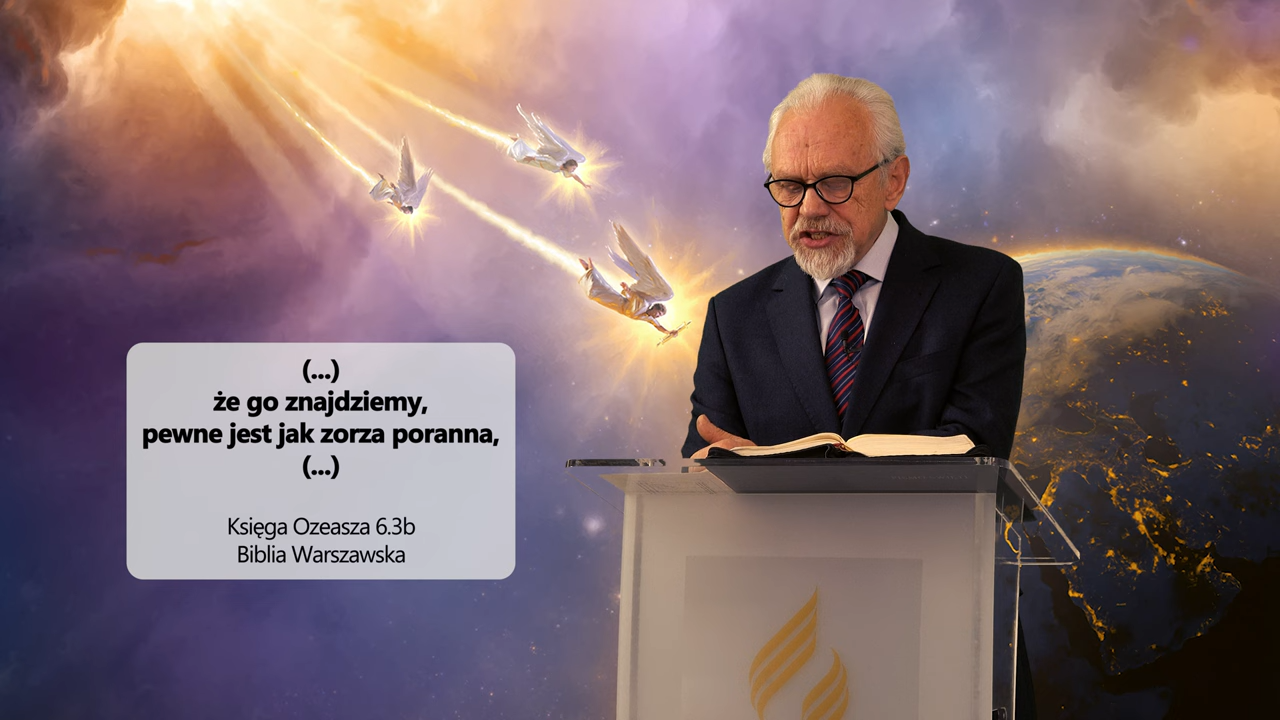 (...)
że go znajdziemy,
pewne jest jak zorza poranna,
(...)
Księga Ozeasza 6.3b
Biblia Warszawska